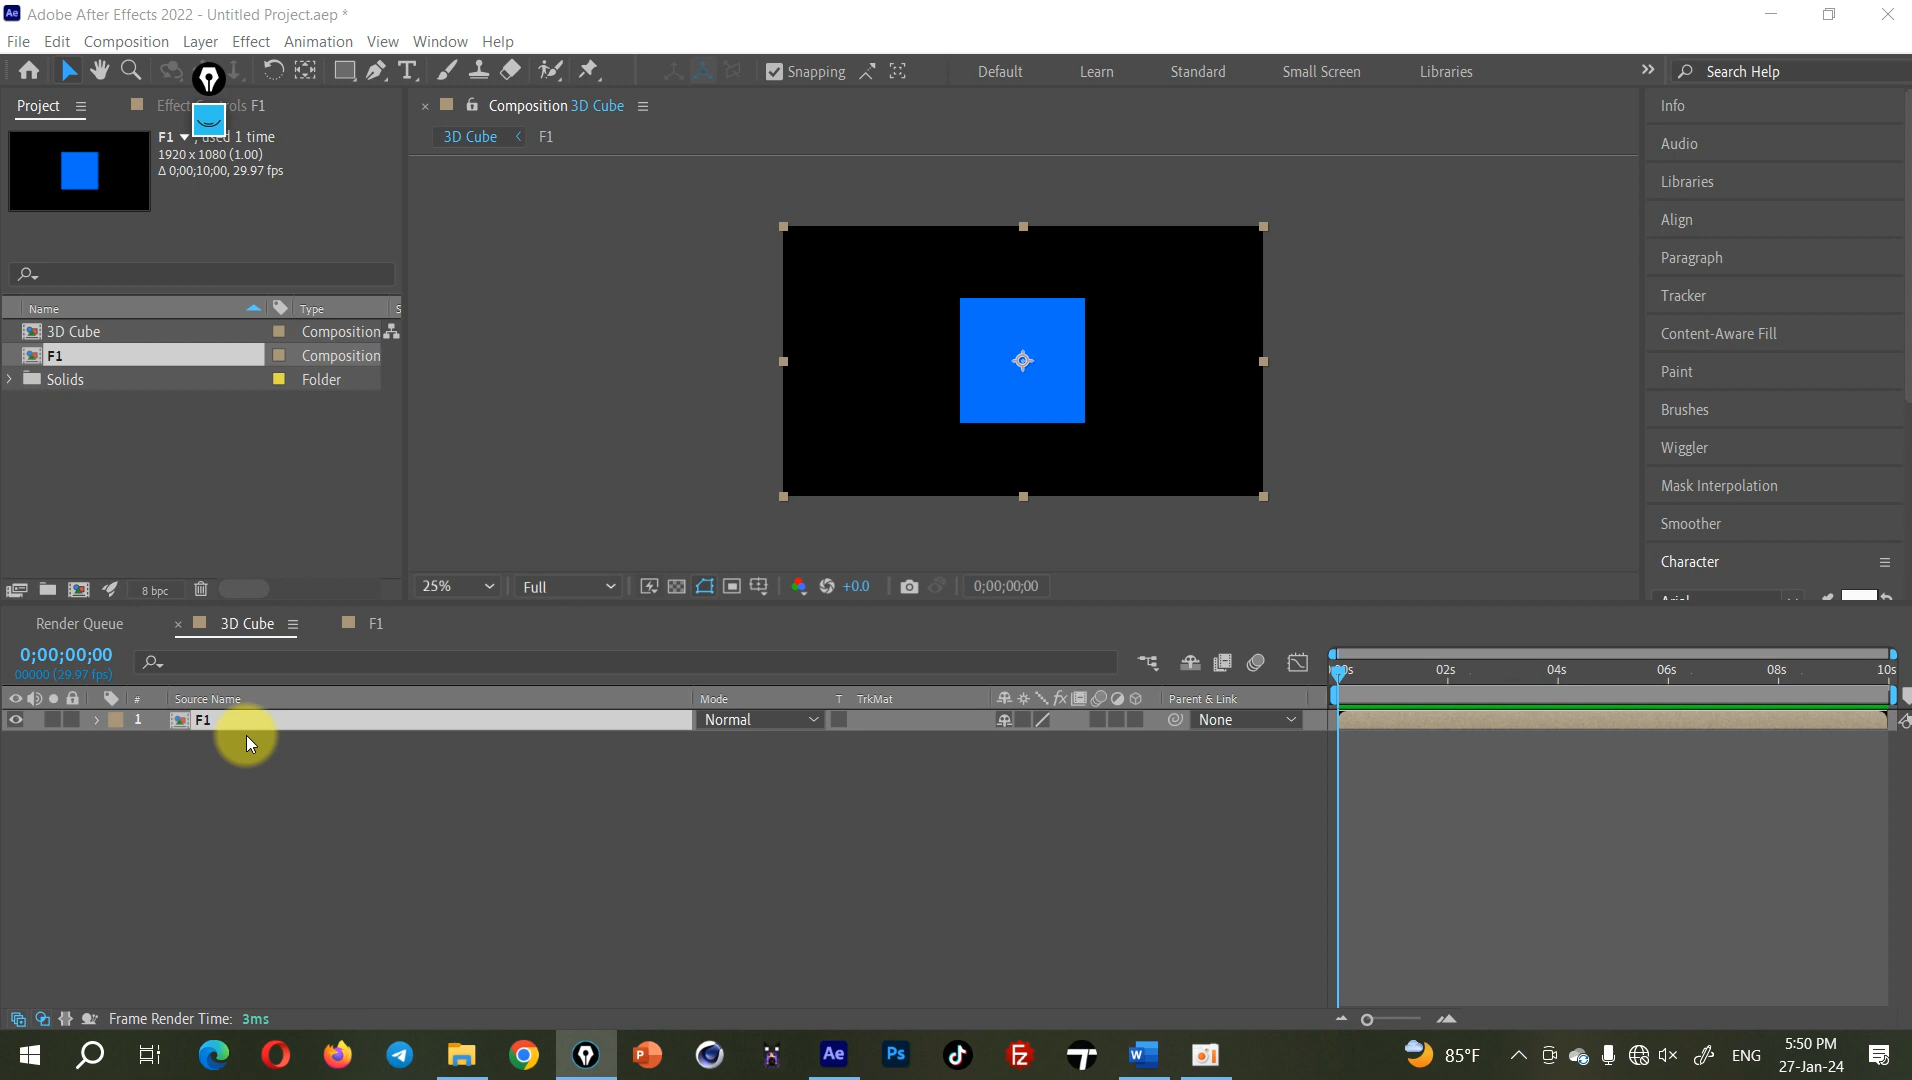 Adobe After Effects 2022 - Untitled Project.aep *
File Edit Composition Layer Effect Animation View Window Help
Snapping Default Learn Standard Small Screen Libraries Search Help
Project Effect Controls F1
Composition 3D Cube
3D Cube F1
F1 , used 1 time
1920 x 1080 (1.00)
Δ 0;00;10;00, 29.97 fps
Name Type S
3D Cube Composition
F1 Composition
Solids Folder
8 bpc
25% Full +0.0 0;00;00;00
Info
Audio
Libraries
Align
Paragraph
Tracker
Content-Aware Fill
Paint
Brushes
Wiggler
Mask Interpolation
Smoother
Character
Arial
Render Queue 3D Cube F1
0;00;00;00
00000 (29.97 fps)
02s 04s 06s 08s 10s
# Source Name Mode T TrkMat Parent & Link
1 F1 Normal None
Frame Render Time: 3ms
85°F ENG 5:50 PM
27-Jan-24